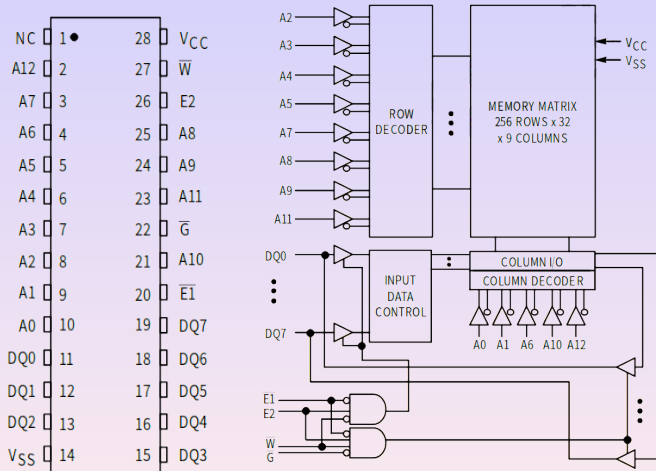 NC 1 28 VCC
A12 2 27 W̅
A7 3 26 E2
A6 4 25 A8
A5 5 24 A9
A4 6 23 A11
A3 7 22 G̅
A2 8 21 A10
A1 9 20 E̅1̅
A0 10 19 DQ7
DQ0 11 18 DQ6
DQ1 12 17 DQ5
DQ2 13 16 DQ4
VSS 14 15 DQ3
A2
A3
A4
A5
A7
A8
A9
A11
ROW
DECODER
MEMORY MATRIX
256 ROWS x 32
x 9 COLUMNS
VCC
VSS
DQ0
DQ7
INPUT
DATA
CONTROL
COLUMN I/O
COLUMN DECODER
A0 A1 A6 A10 A12
E1
E2
W
G